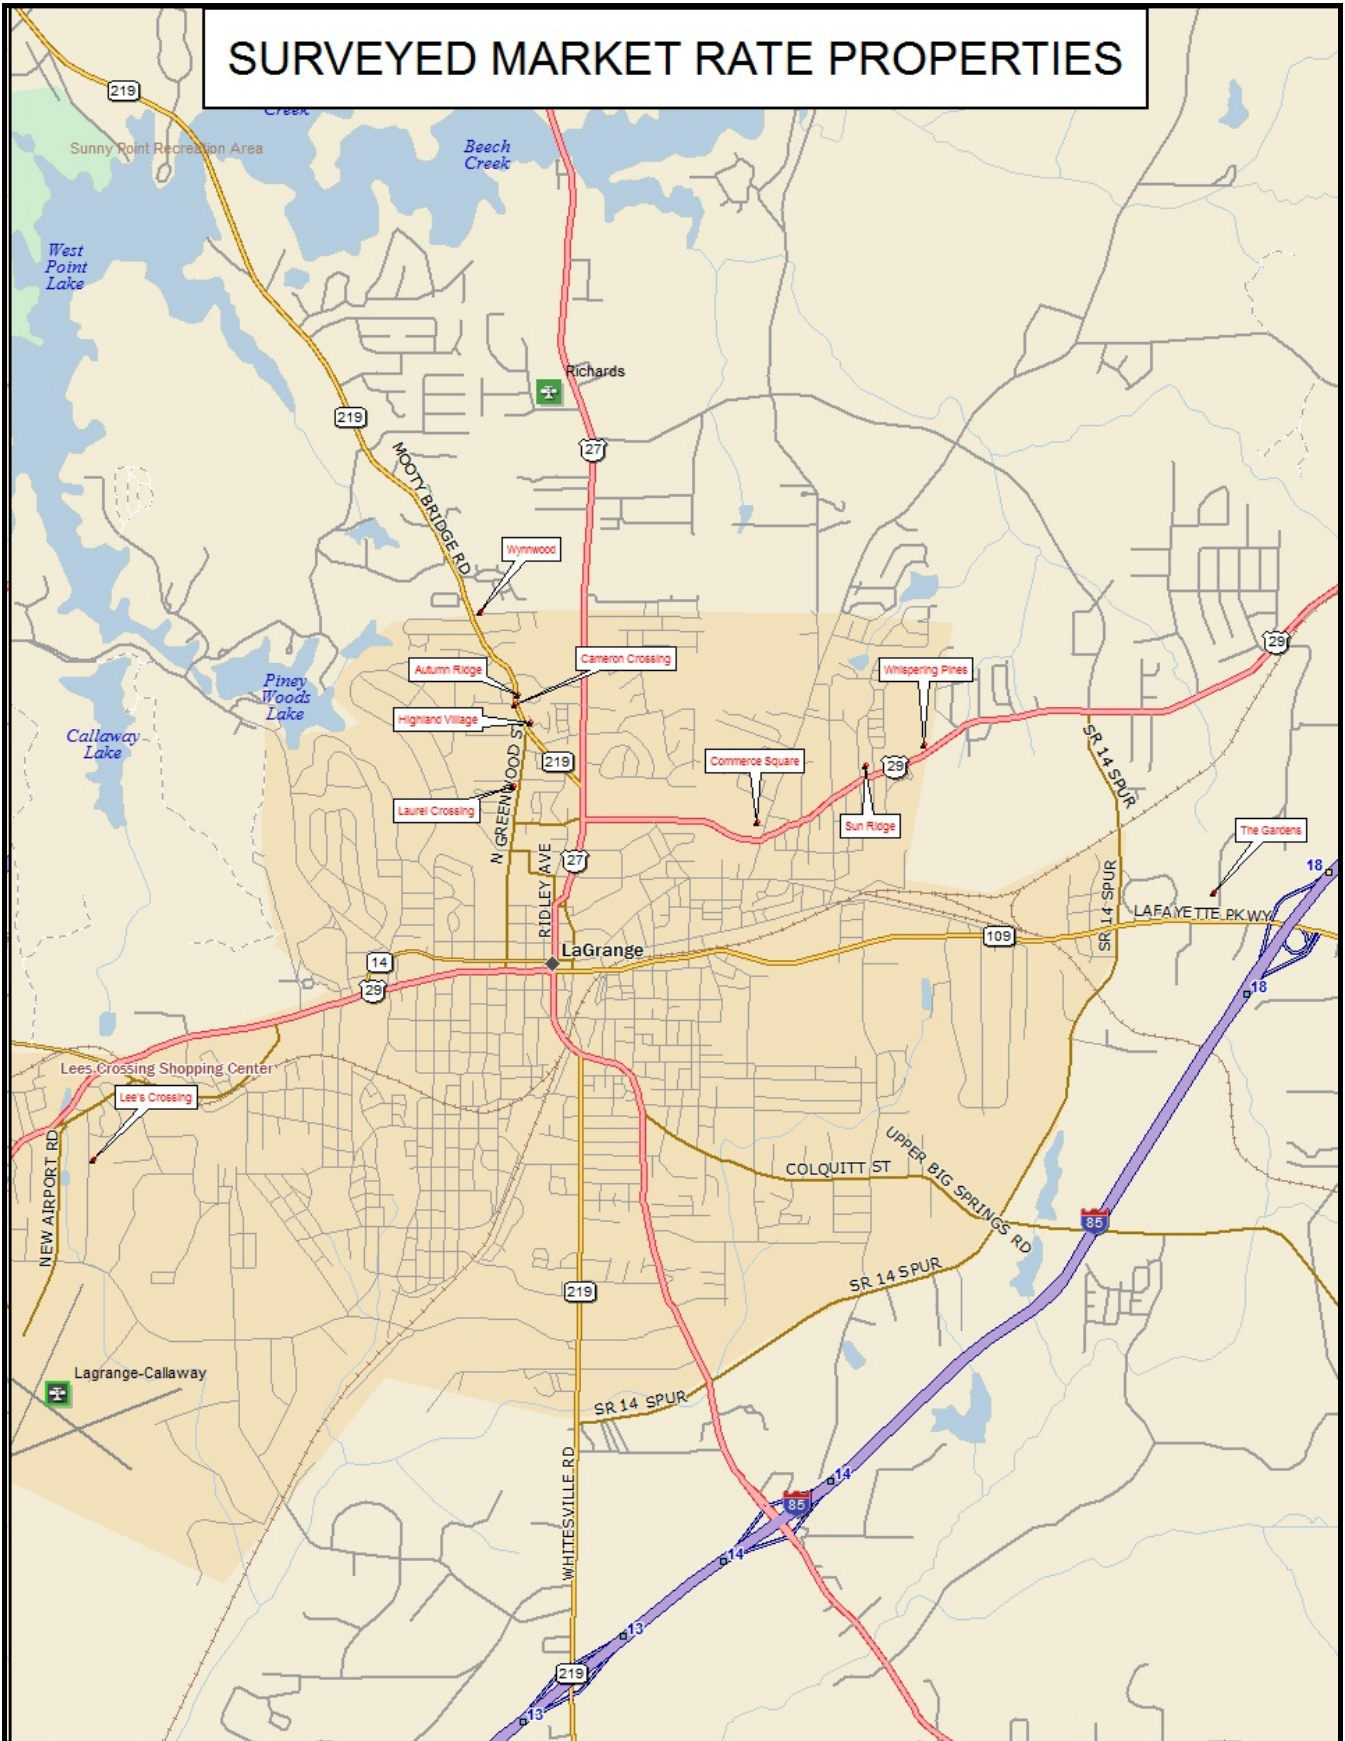 SURVEYED MARKET RATE PROPERTIES
219
Creek
Sunny Point Recreation Area
Beech
Creek
West
Point
Lake
Richards
219
27
MOOTY BRIDGE RD
Wynnwood
29
Autumn Ridge
Cameron Crossing
Whispering Pines
Piney
Woods
Lake
Highland Village
Callaway
Lake
219
Commerce Square
29
SR 14 SPUR
N GREENWOOD ST
Laurel Crossing
Sun Ridge
The Gardens
27
18
RIDLEY AVE
SR 14 SPUR
LAFAYETTE PKWY
109
LaGrange
14
29
18
Lees Crossing Shopping Center
Lee's Crossing
NEW AIRPORT RD
COLQUITT ST
UPPER BIG SPRINGS RD
85
SR 14 SPUR
219
Lagrange-Callaway
SR 14 SPUR
WHITESVILLE RD
14
85
14
13
219
13